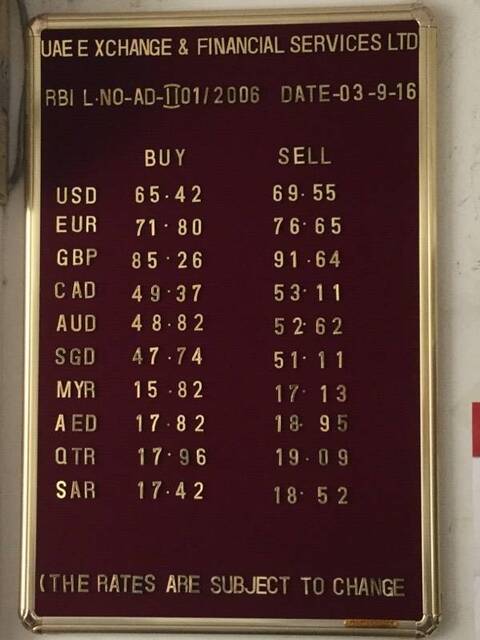 UAE E XCHANGE & FINANCIAL SERVICES LTD
RBI L·NO-AD-II01/2006 DATE-03-9-16
BUY SELL
USD 65·42 69·55
EUR 71·80 76·65
GBP 85·26 91·64
CAD 49·37 53·11
AUD 48·82 52·62
SGD 47·74 51·11
MYR 15·82 17·13
AED 17·82 18·95
QTR 17·96 19·09
SAR 17·42 18·52
(THE RATES ARE SUBJECT TO CHANGE